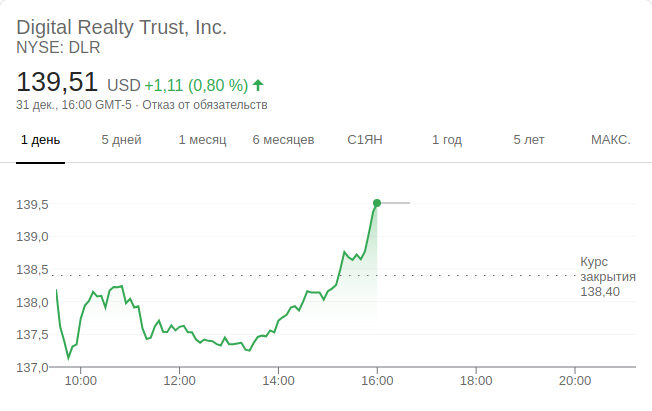 Digital Realty Trust, Inc.
NYSE: DLR
139,51 USD +1,11 (0,80 %)
31 дек., 16:00 GMT-5 · Отказ от обязательств
1 день 5 дней 1 месяц 6 месяцев С1ЯН 1 год 5 лет МАКС.
139,5
139,0
138,5
138,0
137,5
137,0
Курс
закрытия
138,40
10:00 12:00 14:00 16:00 18:00 20:00